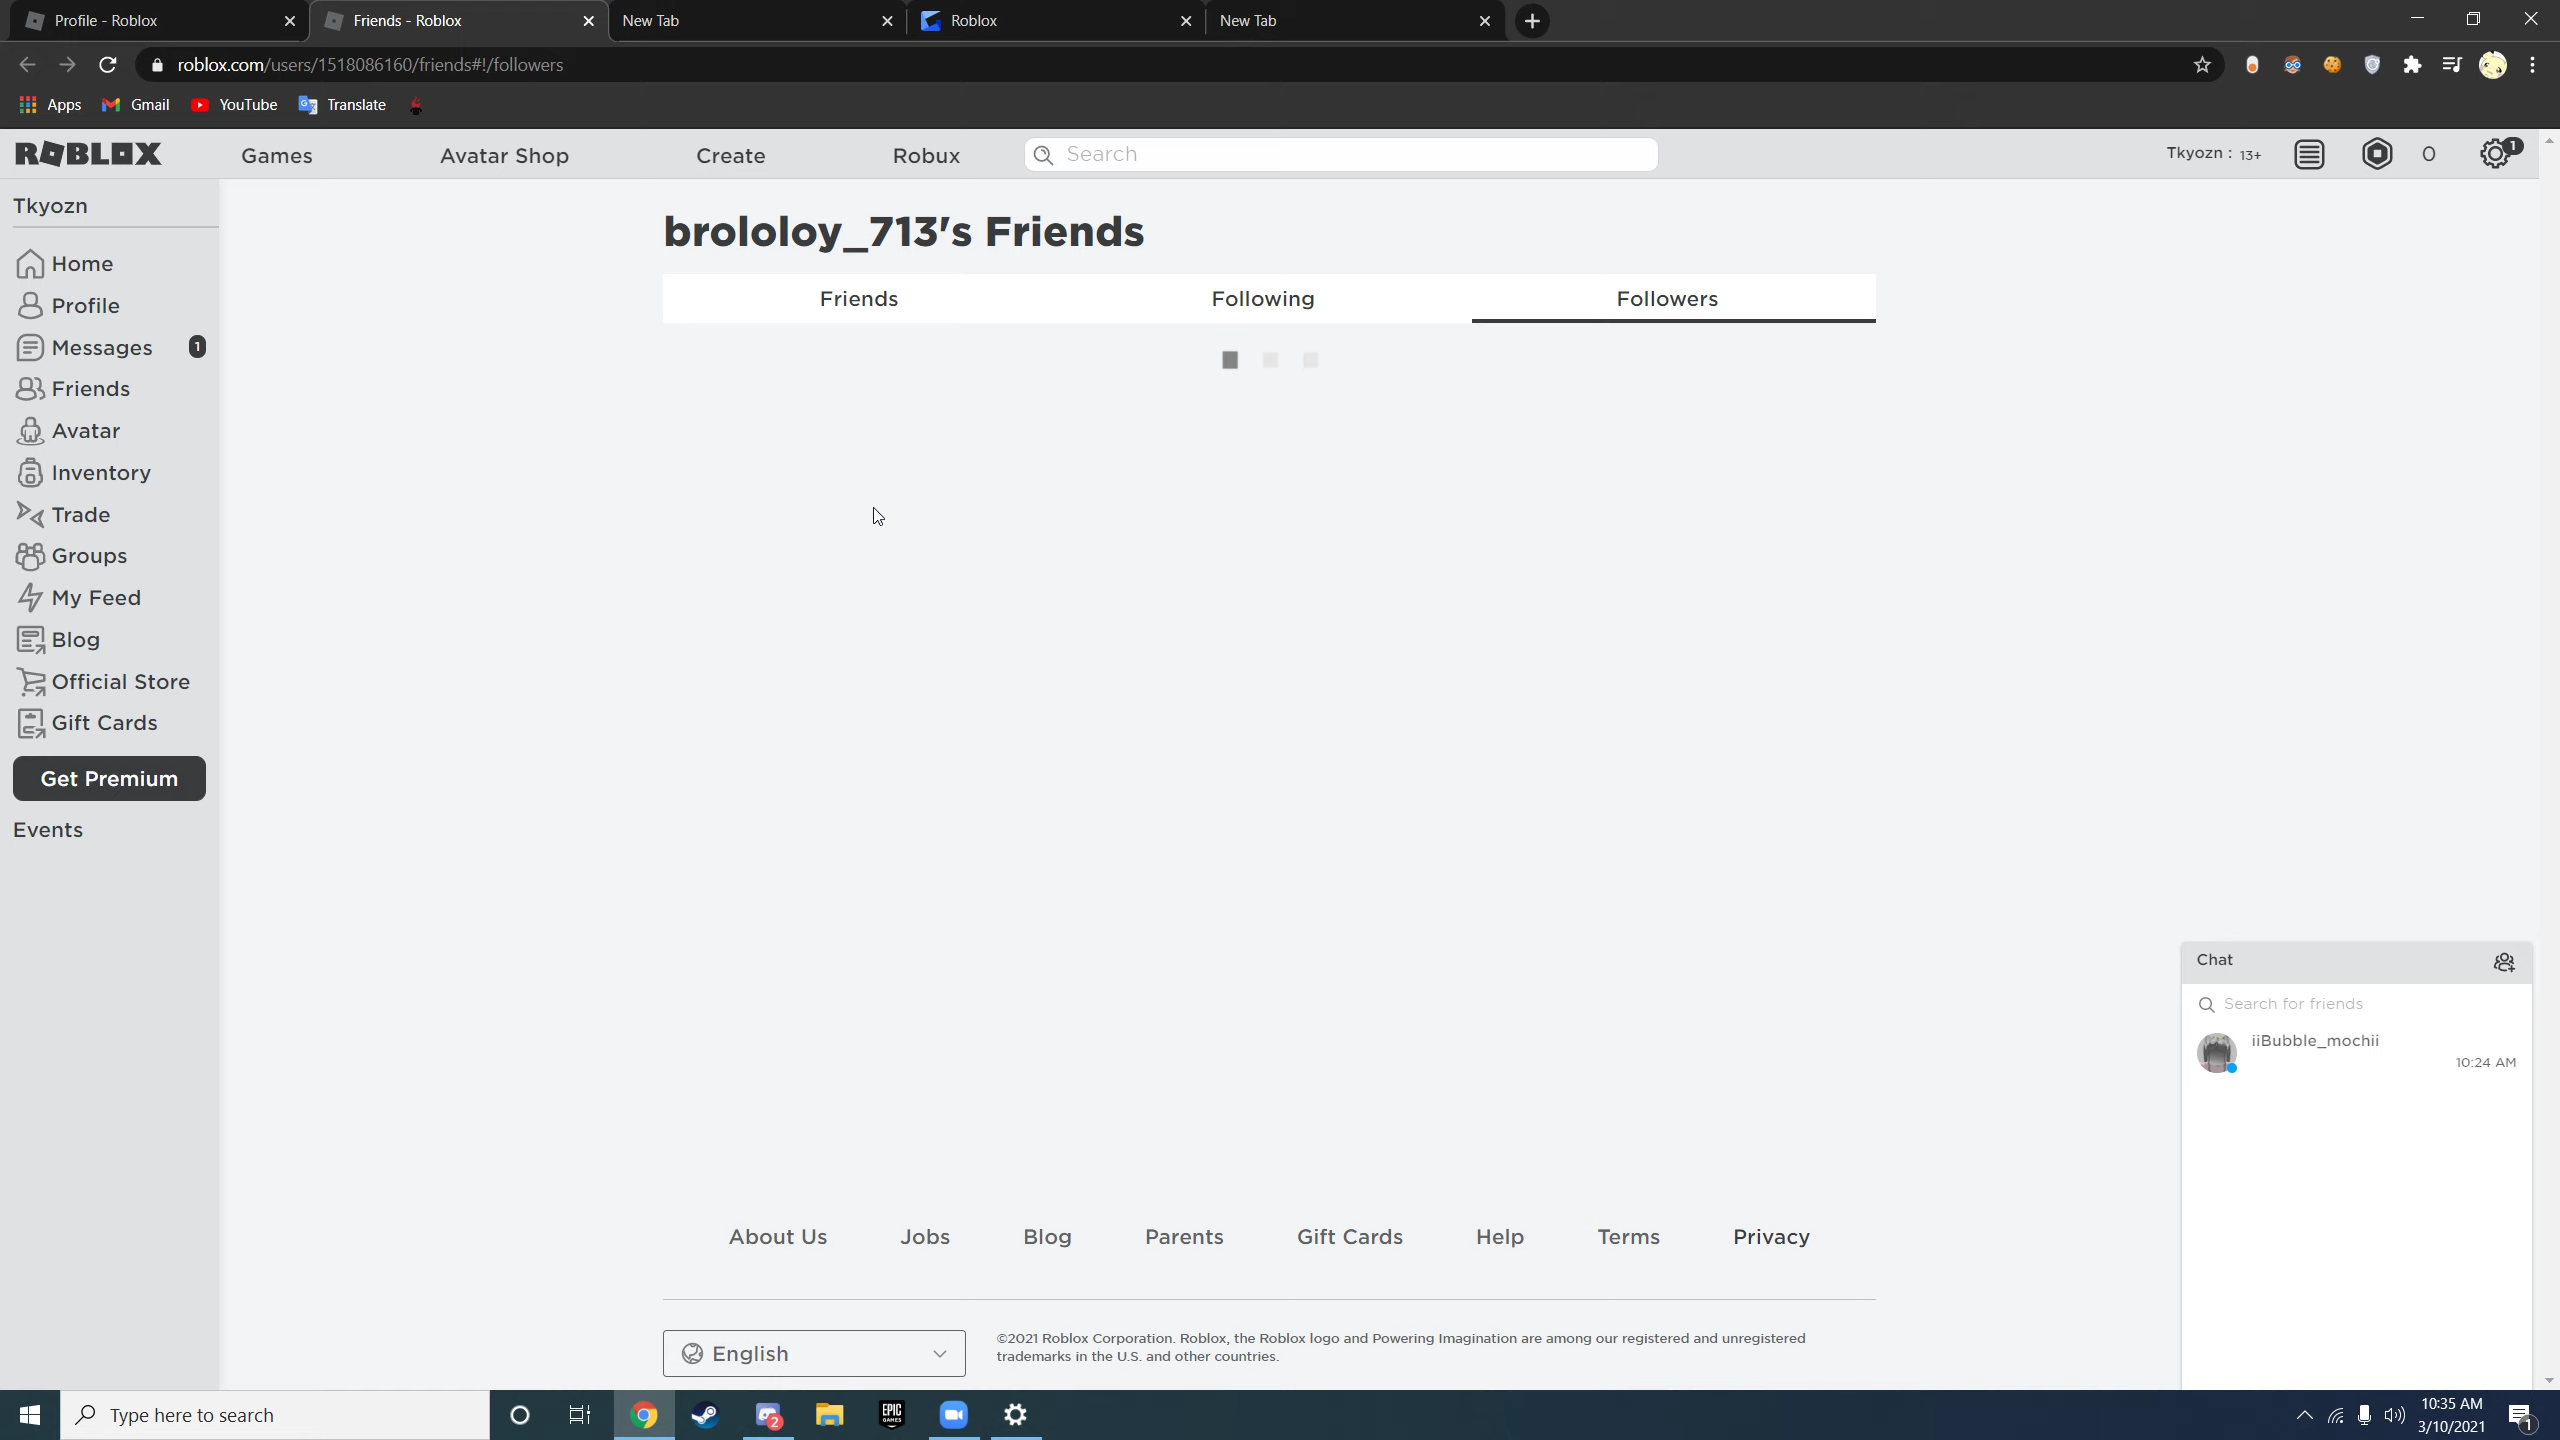 Profile - Roblox
Friends - Roblox
New Tab
Roblox
New Tab
roblox.com/users/1518086160/friends#!/followers
Apps
Gmail
YouTube
Translate
ROBLOX
Games
Avatar Shop
Create
Robux
Search
Tkyozn : 13+
0
1
Tkyozn
Home
Profile
Messages
1
Friends
Avatar
Inventory
Trade
Groups
My Feed
Blog
Official Store
Gift Cards
Get Premium
Events
brololoy_713's Friends
Friends
Following
Followers
Chat
Search for friends
iiBubble_mochii
10:24 AM
About Us
Jobs
Blog
Parents
Gift Cards
Help
Terms
Privacy
English
©2021 Roblox Corporation. Roblox, the Roblox logo and Powering Imagination are among our registered and unregistered
trademarks in the U.S. and other countries.
Type here to search
2
EPIC
GAMES
10:35 AM
3/10/2021
1